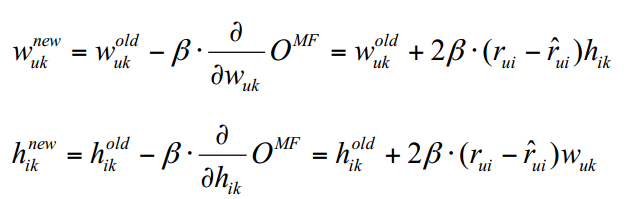 w_{uk}^{new} = w_{uk}^{old} − β · ∂/∂w_{uk} O^{MF} = w_{uk}^{old} + 2β · (r_{ui} − r̂_{ui})h_{ik}
h_{ik}^{new} = h_{ik}^{old} − β · ∂/∂h_{ik} O^{MF} = h_{ik}^{old} + 2β · (r_{ui} − r̂_{ui})w_{uk}